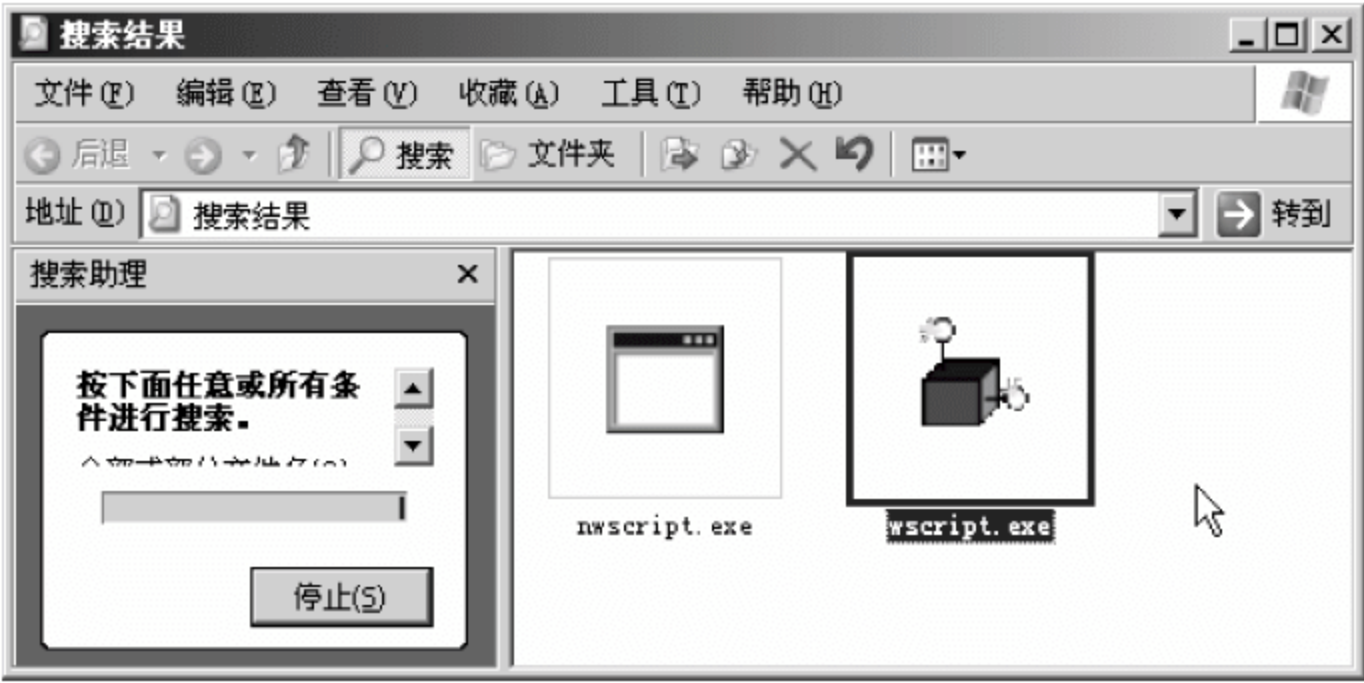 搜索结果
文件(F) 编辑(E) 查看(V) 收藏(A) 工具(T) 帮助(H)
后退 搜索 文件夹
地址(D) 搜索结果 转到
搜索助理
按下面任意或所有条
件进行搜索。
停止(S)
nwscript.exe wscript.exe